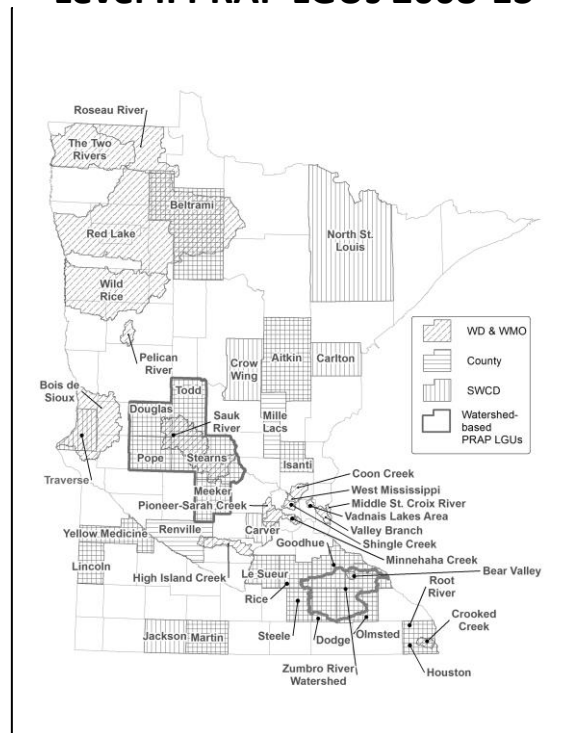 Roseau River
The Two
Rivers
Beltrami
Red Lake
North St.
Louis
Wild
Rice
WD & WMO
County
SWCD
Watershed-
based
PRAP LGUs
Pelican
River
Crow
Wing
Aitkin
Carlton
Bois de
Sioux
Todd
Douglas
Sauk
River
Mille
Lacs
Pope
Stearns
Isanti
Traverse
Meeker
Coon Creek
West Mississippi
Middle St. Croix River
Vadnais Lakes Area
Valley Branch
Shingle Creek
Minnehaha Creek
Pioneer-Sarah Creek
Renville
Carver
Yellow Medicine
Goodhue
Bear Valley
Lincoln
High Island Creek
Le Sueur
Root
River
Rice
Crooked
Creek
Steele
Dodge
Olmsted
Jackson
Martin
Zumbro River
Watershed
Houston